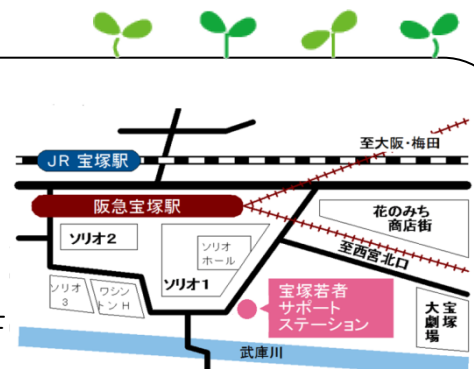 至大阪・梅田
JR 宝塚駅
阪急宝塚駅
花のみち
商店街
ソリオ2
ソリオ
ホール
至西宮北口
ソリオ1
ソリオ
3
ワシン
トンH
宝塚若者
サポート
ステーション
宝塚
大劇場
武庫川